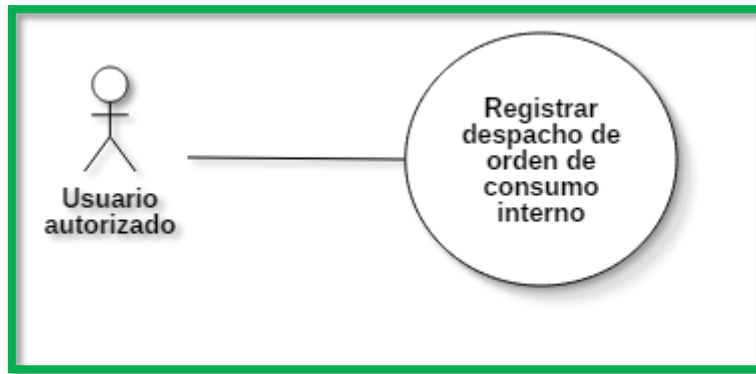 Usuario
autorizado
Registrar
despacho de
orden de
consumo
interno